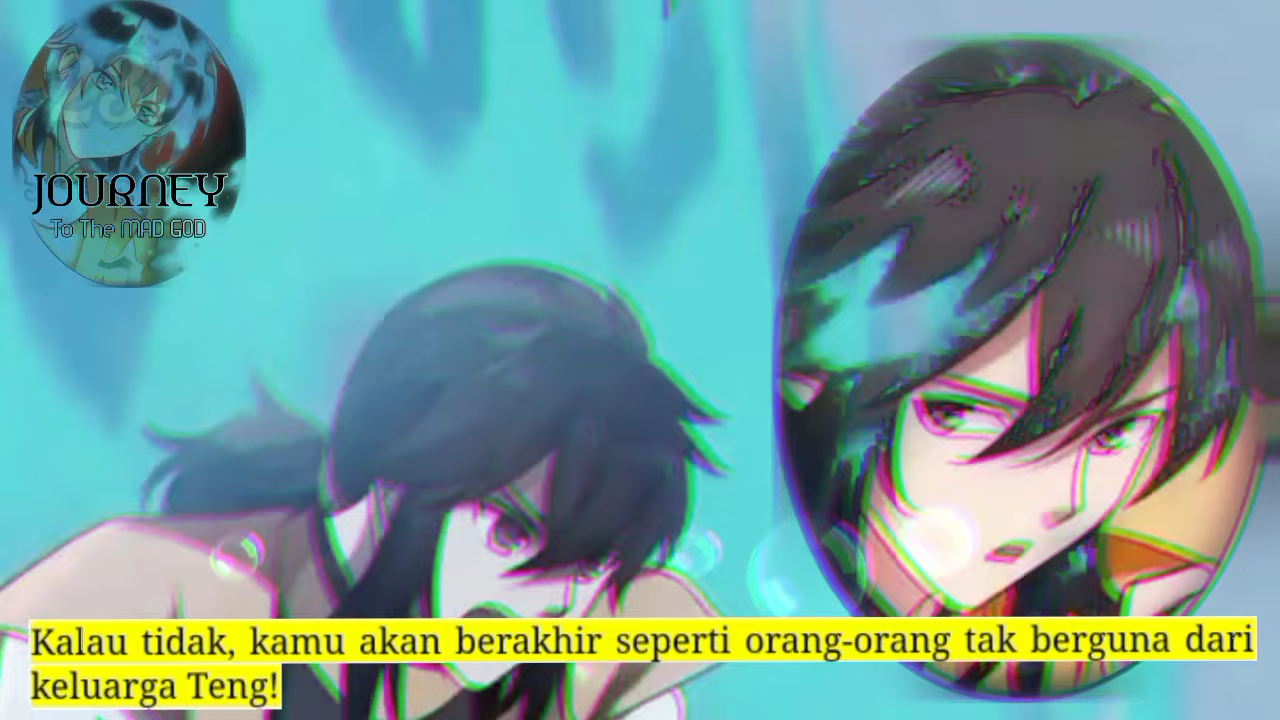 JOURNEY
To The MAD GOD
Kalau tidak, kamu akan berakhir seperti orang-orang tak berguna dari
keluarga Teng!